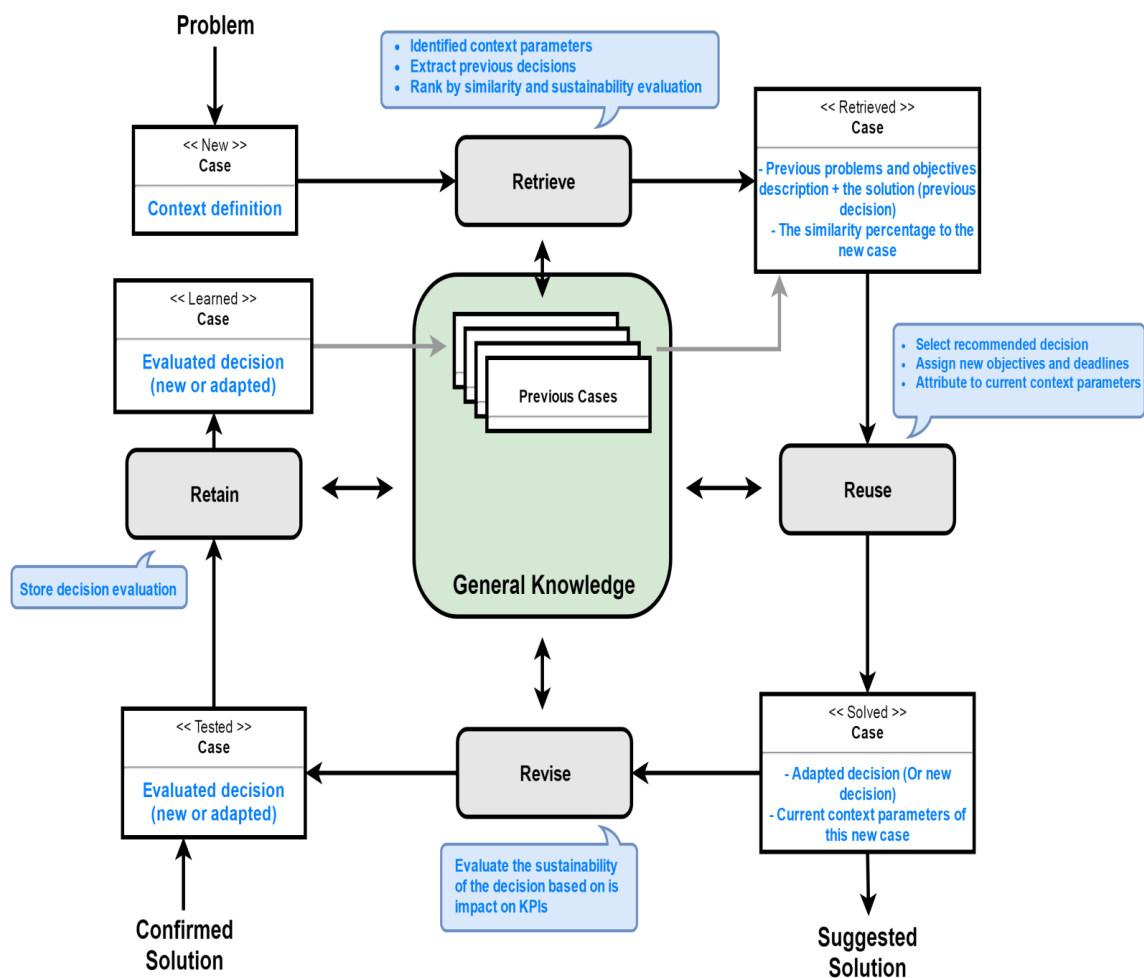 Problem
• Identified context parameters
• Extract previous decisions
• Rank by similarity and sustainability evaluation
<< New >>
Case
Context definition
Retrieve
<< Retrieved >>
Case
- Previous problems and objectives
description + the solution (previous
decision)
- The similarity percentage to the
new case
<< Learned >>
Case
Evaluated decision
(new or adapted)
Previous Cases
• Select recommended decision
• Assign new objectives and deadlines
• Attribute to current context parameters
Retain
Reuse
Store decision evaluation
General Knowledge
<< Tested >>
Case
Evaluated decision
(new or adapted)
Revise
<< Solved >>
Case
- Adapted decision (Or new
decision)
- Current context parameters of
this new case
Evaluate the sustainability
of the decision based on is
impact on KPIs
Confirmed
Solution
Suggested
Solution